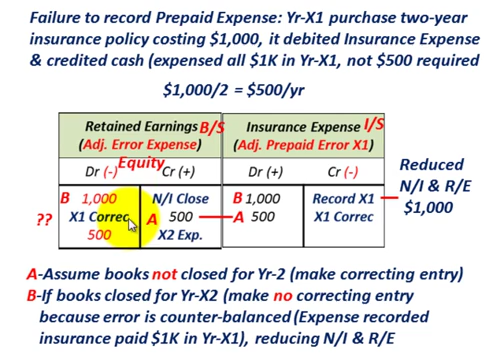 Failure to record Prepaid Expense: Yr-X1 purchase two-year
insurance policy costing $1,000, it debited Insurance Expense
& credited cash (expensed all $1K in Yr-X1, not $500 required
$1,000/2 = $500/yr
Retained Earnings B/S Insurance Expense I/S
(Adj. Error Expense) (Adj. Prepaid Error X1)
Dr (-) Equity Cr (+) Dr (+) Cr (-)
B 1,000 N/I Close B 1,000 Record X1
?? X1 Correc A 500 A 500 X1 Correc
500 X2 Exp.
Reduced
N/I & R/E
$1,000
A-Assume books not closed for Yr-2 (make correcting entry)
B-If books closed for Yr-X2 (make no correcting entry
because error is counter-balanced (Expense recorded
insurance paid $1K in Yr-X1), reducing N/I & R/E